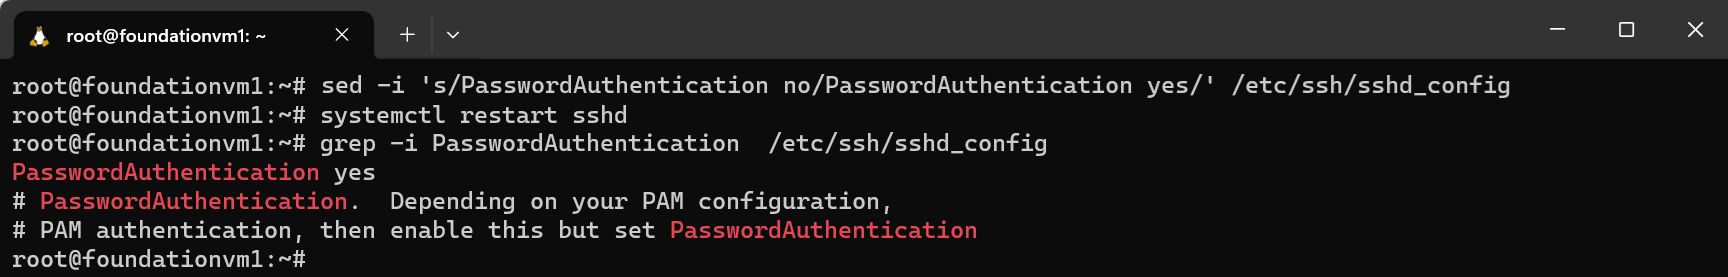 root@foundationvm1: ~
root@foundationvm1:~# sed -i 's/PasswordAuthentication no/PasswordAuthentication yes/' /etc/ssh/sshd_config
root@foundationvm1:~# systemctl restart sshd
root@foundationvm1:~# grep -i PasswordAuthentication  /etc/ssh/sshd_config
PasswordAuthentication yes
# PasswordAuthentication.  Depending on your PAM configuration,
# PAM authentication, then enable this but set PasswordAuthentication
root@foundationvm1:~#